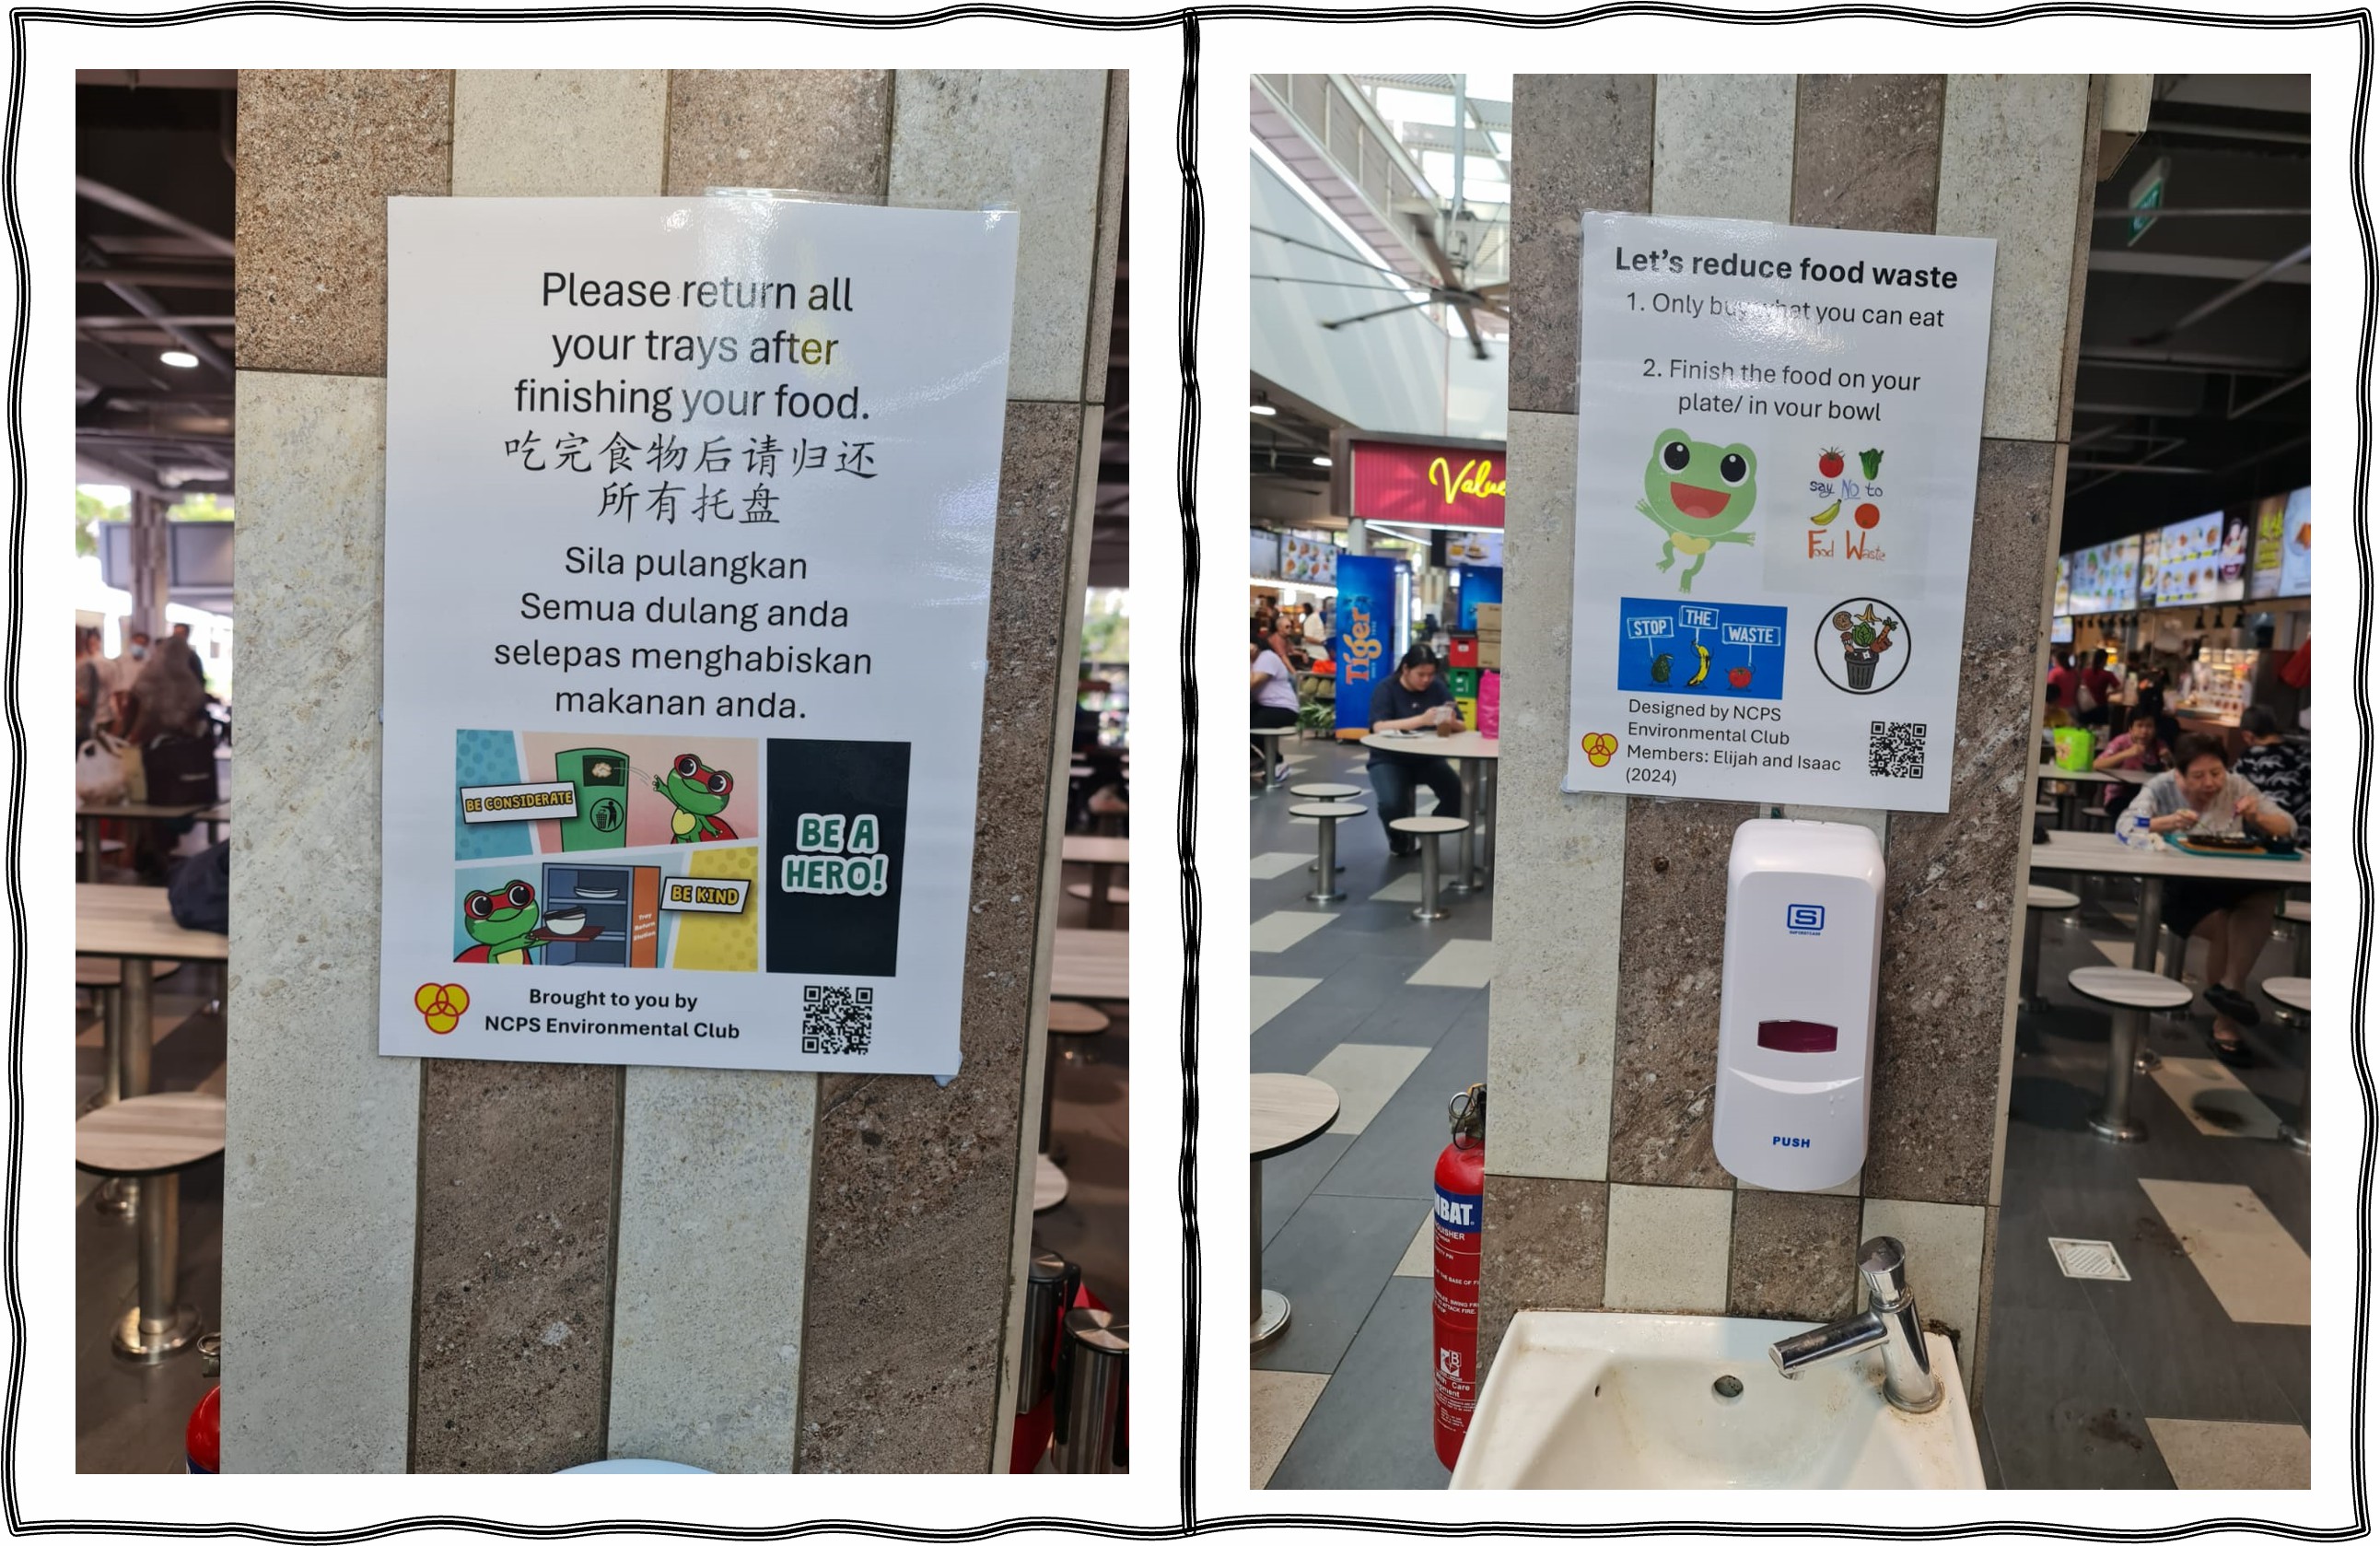 Please return all
your trays after
finishing your food.
吃完食物后请归还
所有托盘
Sila pulangkan
Semua dulang anda
selepas menghabiskan
makanan anda.
BE CONSIDERATE
BE KIND
Tray
Return
Station
BE A
HERO!
Brought to you by
NCPS Environmental Club
Let's reduce food waste
1. Only buy what you can eat
2. Finish the food on your
plate/ in your bowl
say NO to
Food Waste
STOP
THE
WASTE
Designed by NCPS
Environmental Club
Members: Elijah and Isaac
(2024)
S
PUSH
Value
Tiger